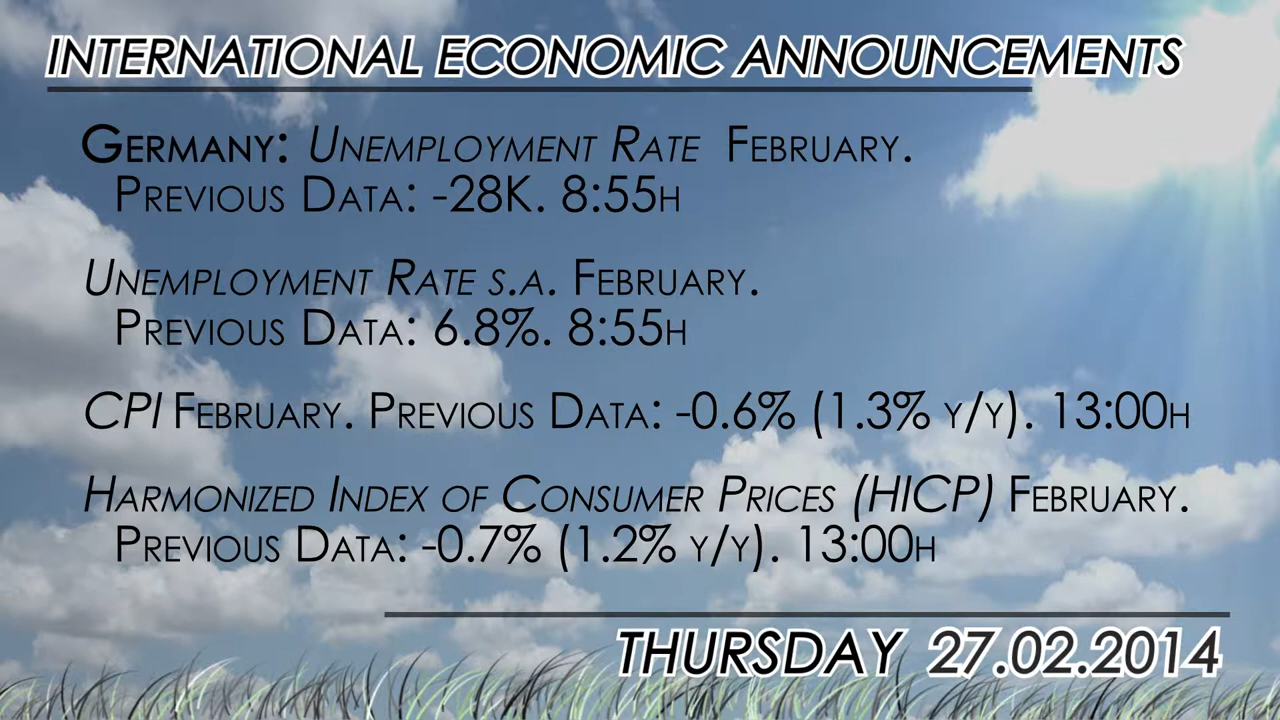 INTERNATIONAL ECONOMIC ANNOUNCEMENTS
GERMANY: UNEMPLOYMENT RATE FEBRUARY.
PREVIOUS DATA: -28K. 8:55H
UNEMPLOYMENT RATE S.A. FEBRUARY.
PREVIOUS DATA: 6.8%. 8:55H
CPI FEBRUARY. PREVIOUS DATA: -0.6% (1.3% Y/Y). 13:00H
HARMONIZED INDEX OF CONSUMER PRICES (HICP) FEBRUARY.
PREVIOUS DATA: -0.7% (1.2% Y/Y). 13:00H
THURSDAY 27.02.2014